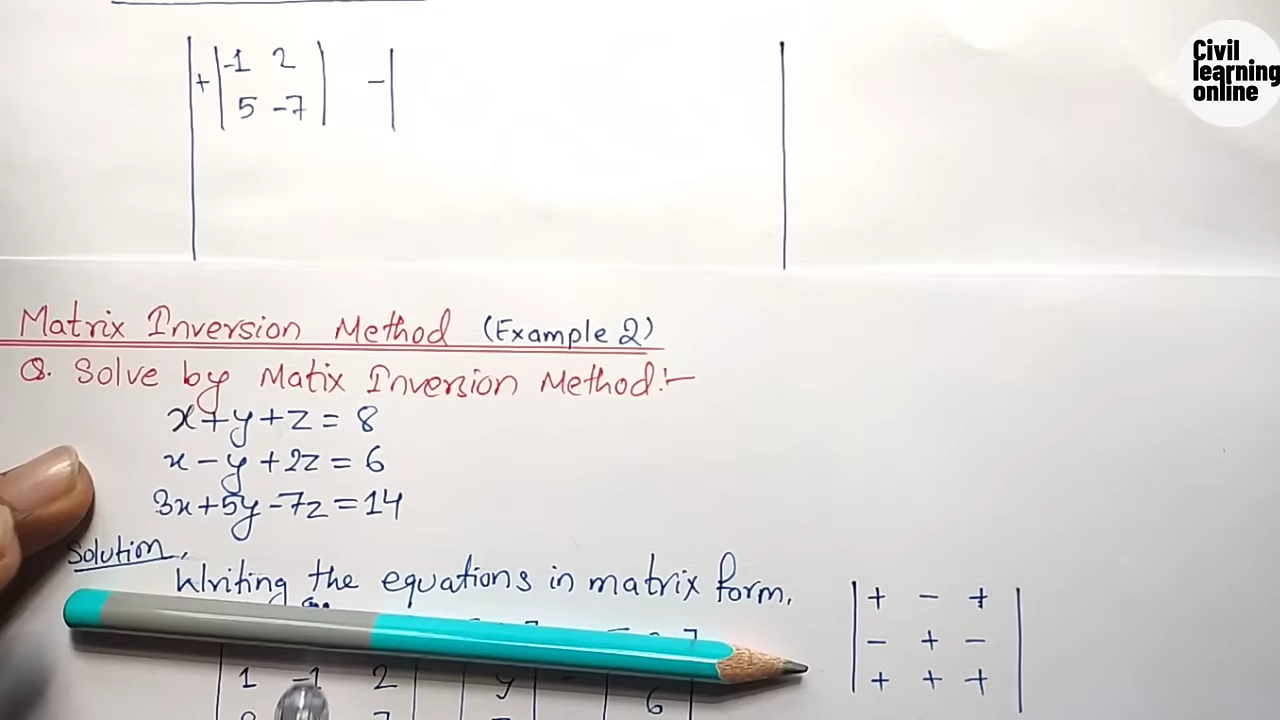 Civil
learning
online
+| -1 2 | -|
5 -7
Matrix Inversion Method (Example 2)
Q. Solve by Matix Inversion Method:-
x+y+z = 8
x-y+2z = 6
3x+5y-7z = 14
Solution,
Writing the equations in matrix form,
+ - +
- + -
+ + +
1 -1 2 y 6